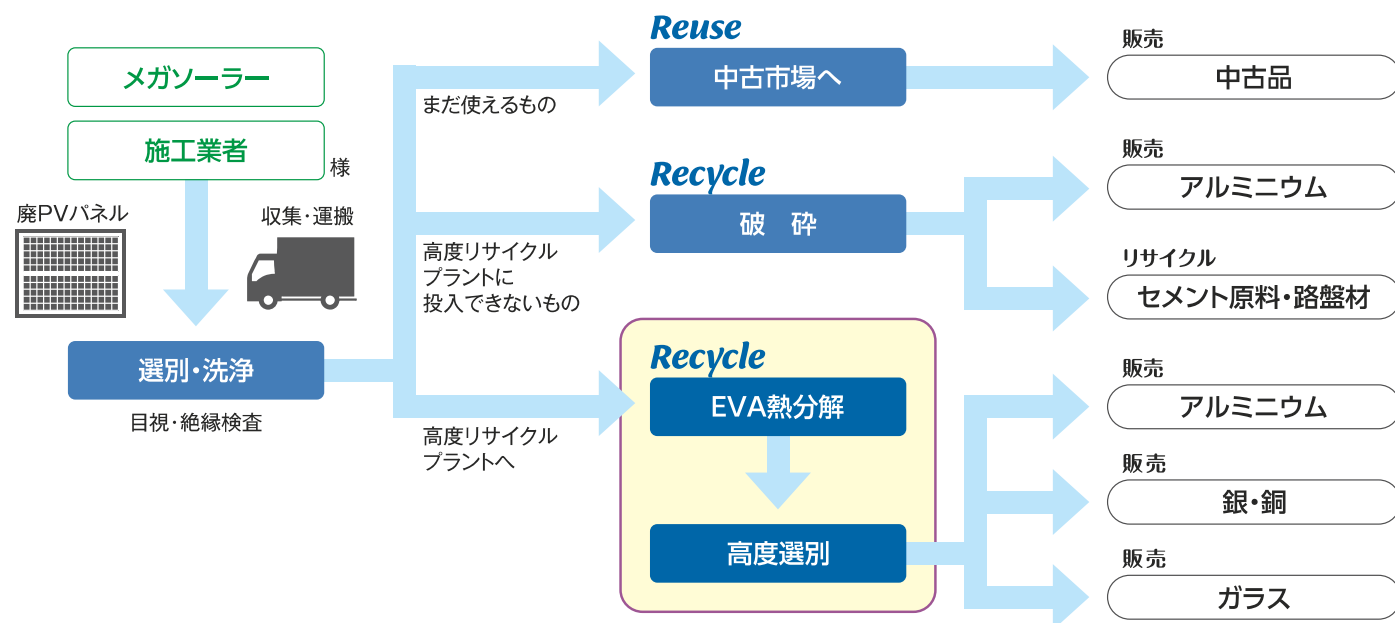 メガソーラー
施工業者
様
廃PVパネル
収集・運搬
選別・洗浄
目視・絶縁検査
まだ使えるもの
Reuse
中古市場へ
販売
中古品
高度リサイクル
プラントに
投入できないもの
Recycle
破 砕
販売
アルミニウム
リサイクル
セメント原料・路盤材
高度リサイクル
プラントへ
Recycle
EVA熱分解
高度選別
販売
アルミニウム
販売
銀・銅
販売
ガラス